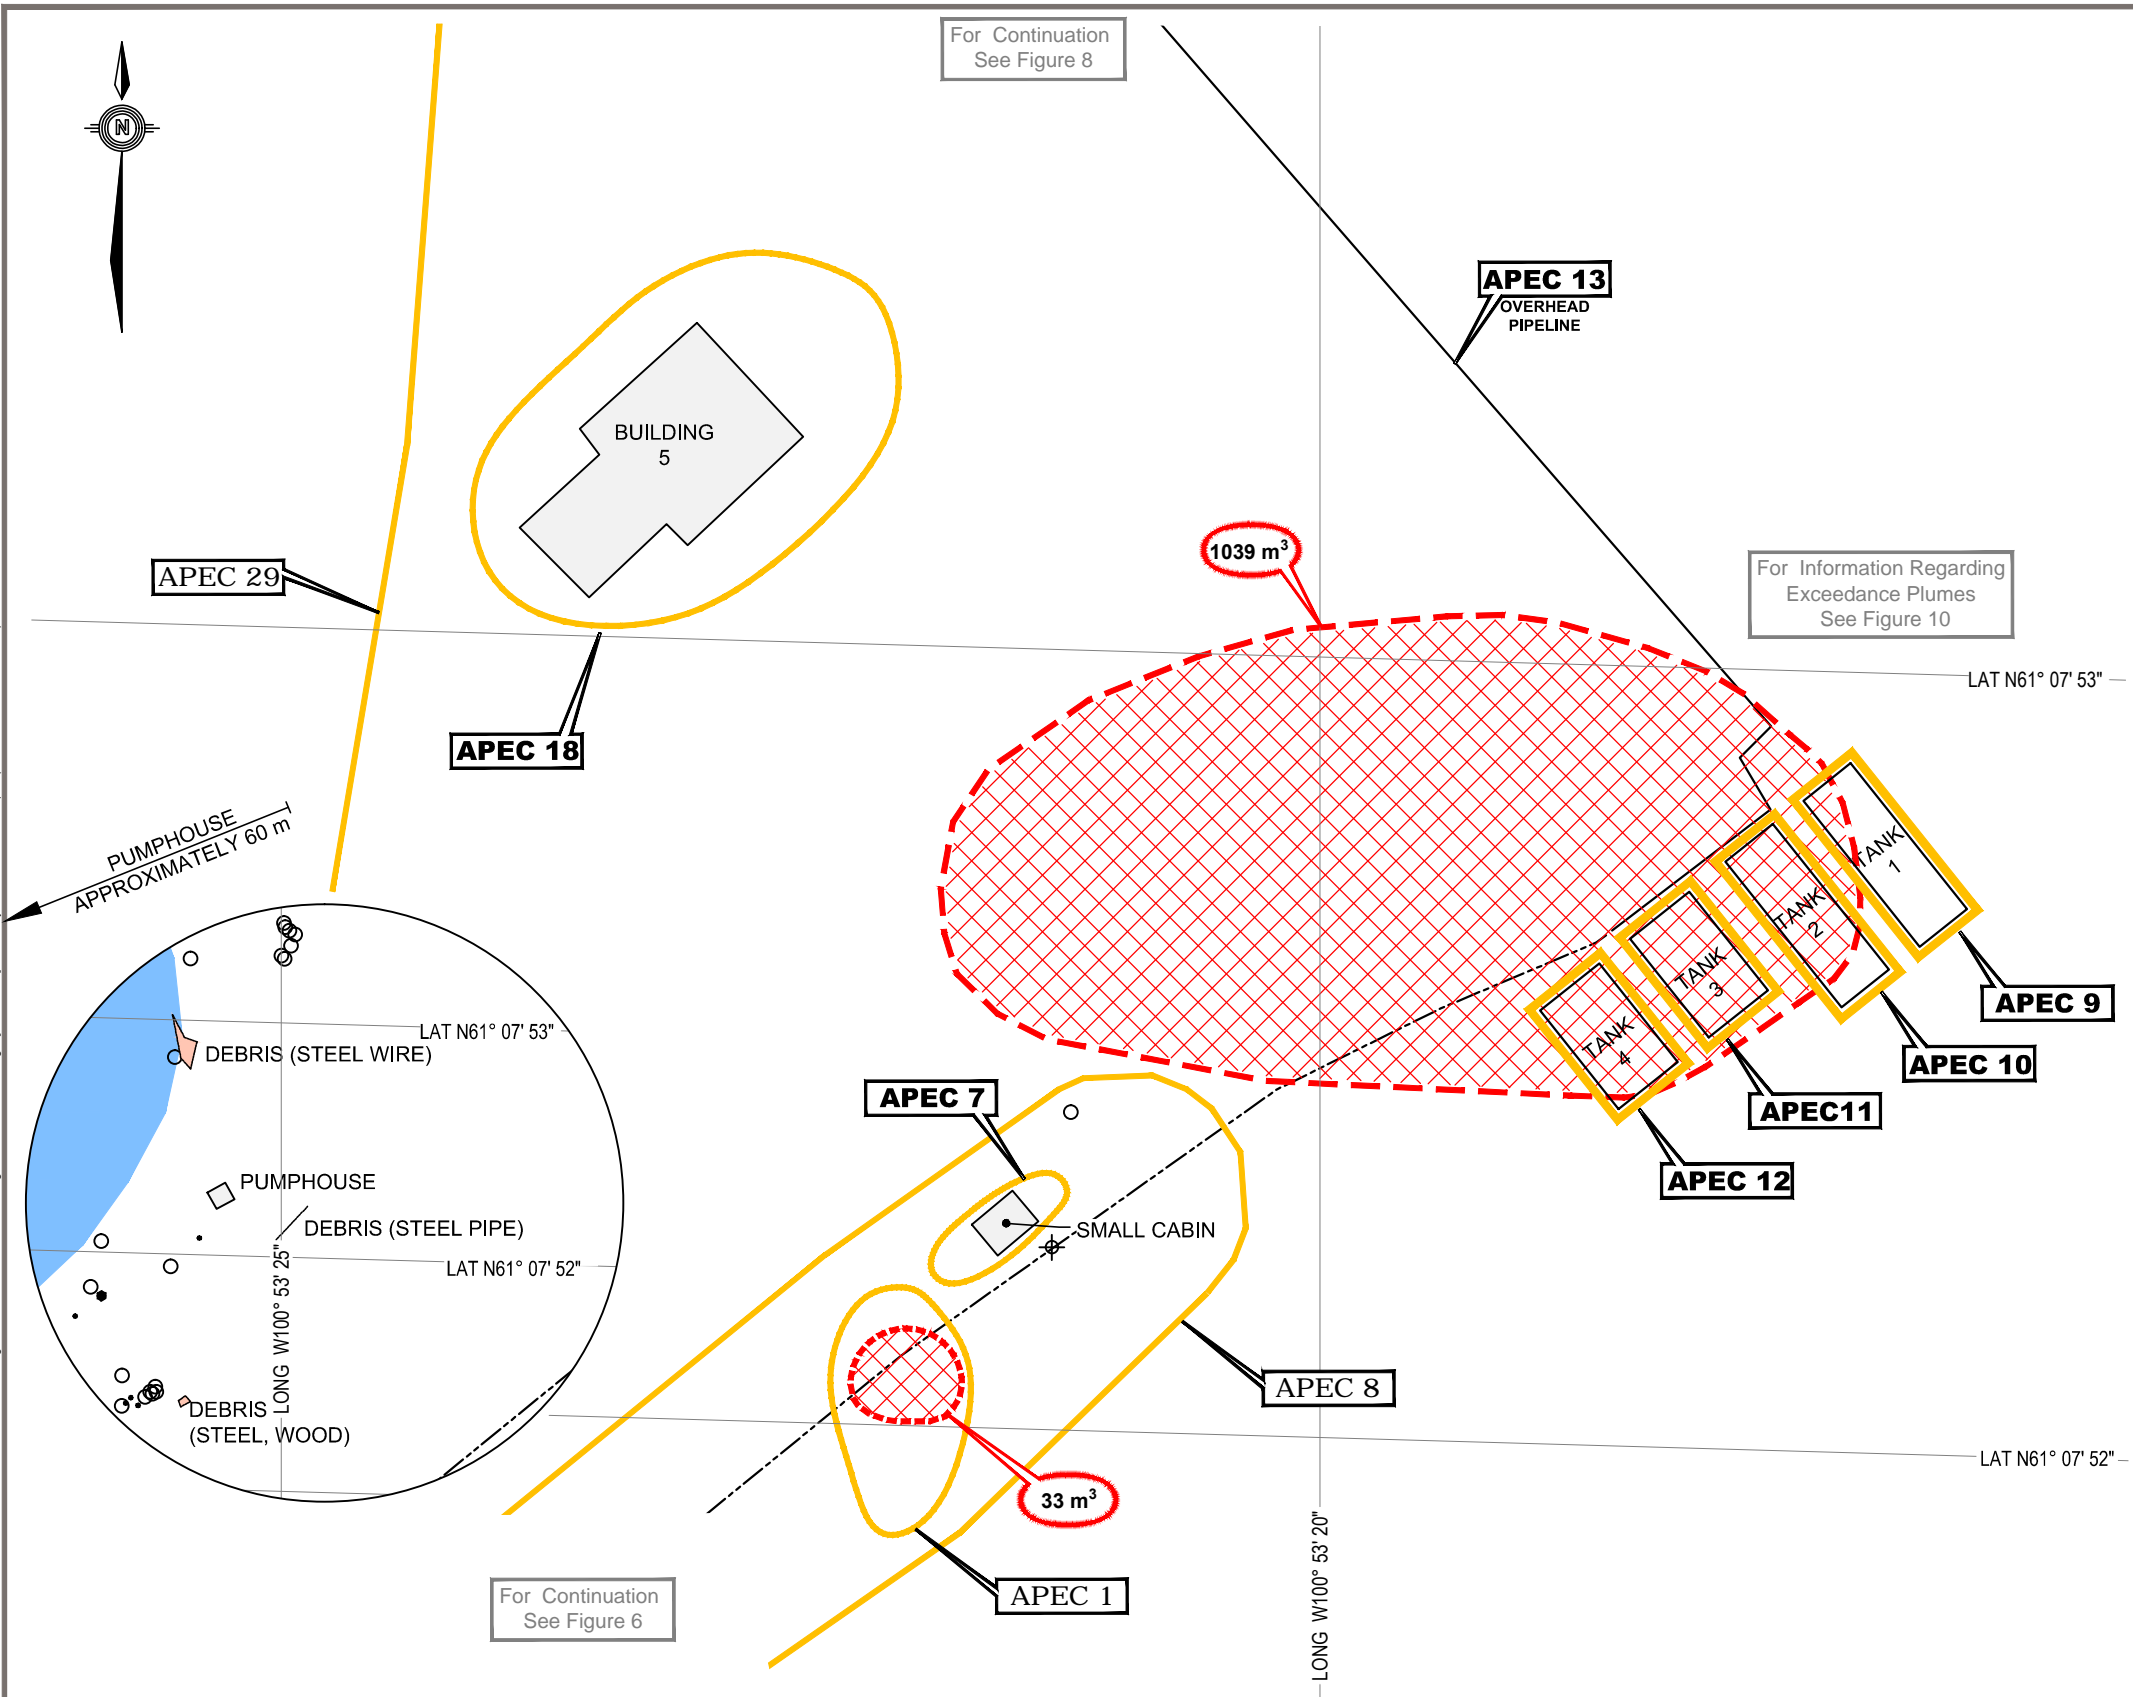 For Continuation
See Figure 8
N
APEC 13
OVERHEAD
PIPELINE
BUILDING
5
1039 m³
APEC 29
For Information Regarding
Exceedance Plumes
See Figure 10
LAT N61° 07' 53"
APEC 18
PUMPHOUSE
APPROXIMATELY 60 m
TANK
1
TANK
2
TANK
3
TANK
4
APEC 9
APEC 10
APEC11
APEC 12
LAT N61° 07' 53"
DEBRIS (STEEL WIRE)
APEC 7
PUMPHOUSE
DEBRIS (STEEL PIPE)
SMALL CABIN
LAT N61° 07' 52"
LONG W100° 53' 25"
DEBRIS
(STEEL, WOOD)
APEC 8
LAT N61° 07' 52"
33 m³
LONG W100° 53' 20"
APEC 1
For Continuation
See Figure 6